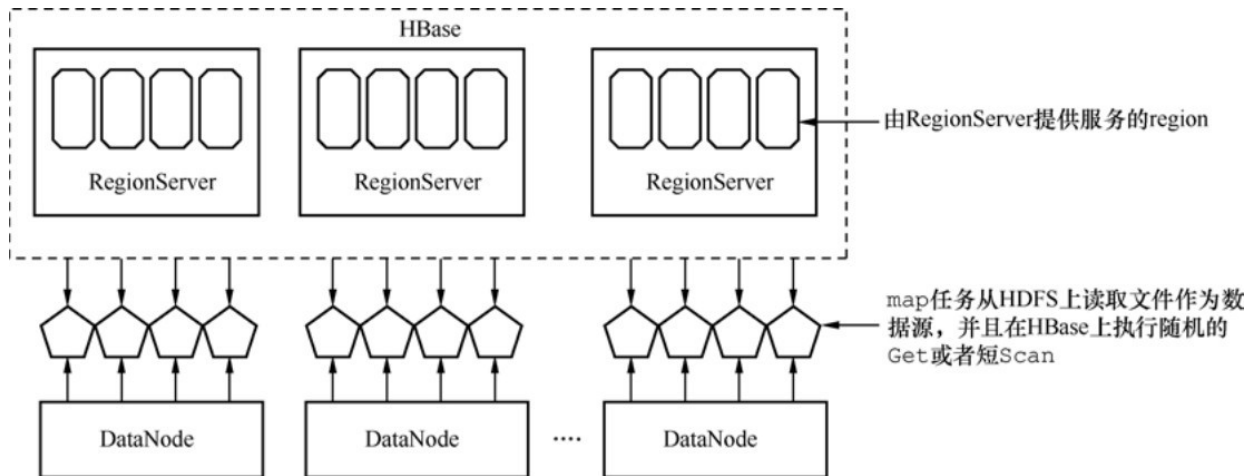 HBase
RegionServer
RegionServer
RegionServer
由RegionServer提供服务的region
map任务从HDFS上读取文件作为数
据源，并且在HBase上执行随机的
Get或者短Scan
DataNode
DataNode
....
DataNode